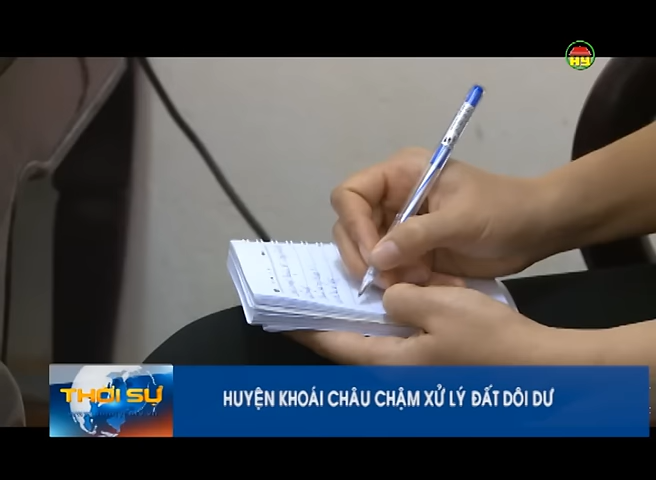 HY
THỜI SỰ
HUYỆN KHOÁI CHÂU CHẬM XỬ LÝ ĐẤT DÔI DƯ